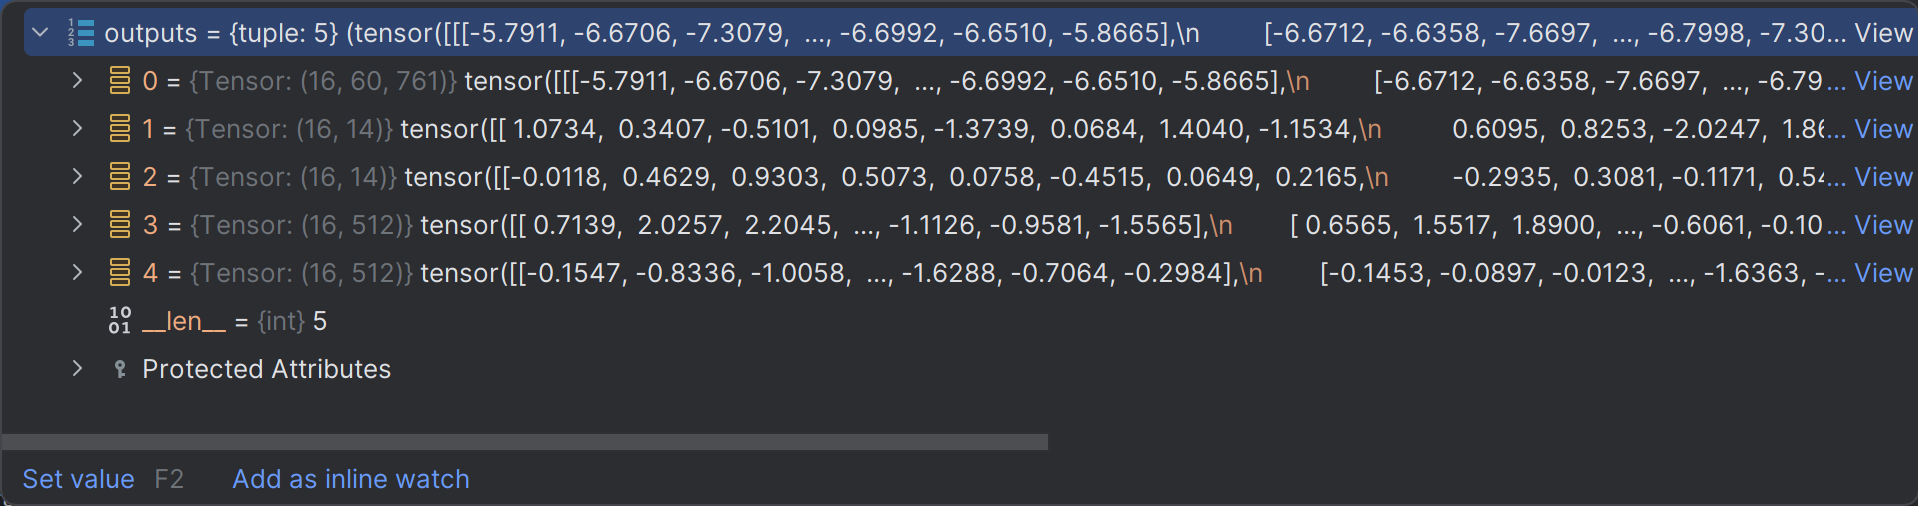 outputs = {tuple: 5} (tensor([[[-5.7911, -6.6706, -7.3079, ..., -6.6992, -6.6510, -5.8665],\n [-6.6712, -6.6358, -7.6697, ..., -6.7998, -7.30... View
0 = {Tensor: (16, 60, 761)} tensor([[[-5.7911, -6.6706, -7.3079, ..., -6.6992, -6.6510, -5.8665],\n [-6.6712, -6.6358, -7.6697, ..., -6.79... View
1 = {Tensor: (16, 14)} tensor([[ 1.0734, 0.3407, -0.5101, 0.0985, -1.3739, 0.0684, 1.4040, -1.1534,\n 0.6095, 0.8253, -2.0247, 1.86... View
2 = {Tensor: (16, 14)} tensor([[-0.0118, 0.4629, 0.9303, 0.5073, 0.0758, -0.4515, 0.0649, 0.2165,\n -0.2935, 0.3081, -0.1171, 0.54... View
3 = {Tensor: (16, 512)} tensor([[ 0.7139, 2.0257, 2.2045, ..., -1.1126, -0.9581, -1.5565],\n [ 0.6565, 1.5517, 1.8900, ..., -0.6061, -0.10... View
4 = {Tensor: (16, 512)} tensor([[-0.1547, -0.8336, -1.0058, ..., -1.6288, -0.7064, -0.2984],\n [-0.1453, -0.0897, -0.0123, ..., -1.6363, -... View
__len__ = {int} 5
Protected Attributes
Set value F2 Add as inline watch